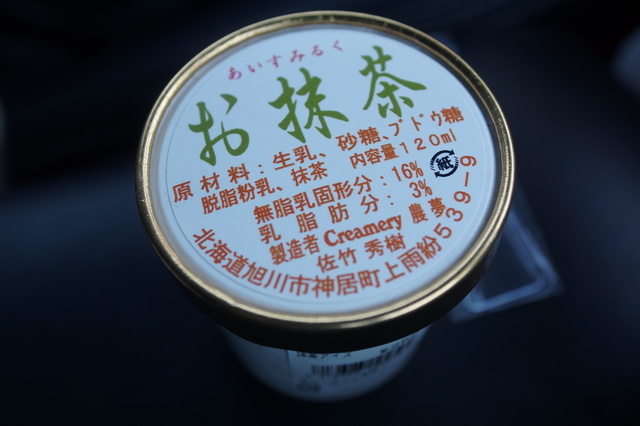 あいすみるく
お抹茶
原材料：生乳、砂糖、ブドウ糖
脱脂粉乳、抹茶 内容量120ml
紙
無脂乳固形分：16%
乳脂肪分：3%
製造者 Creamery 農夢
佐竹 秀樹
北海道旭川市神居町上雨紛539-9